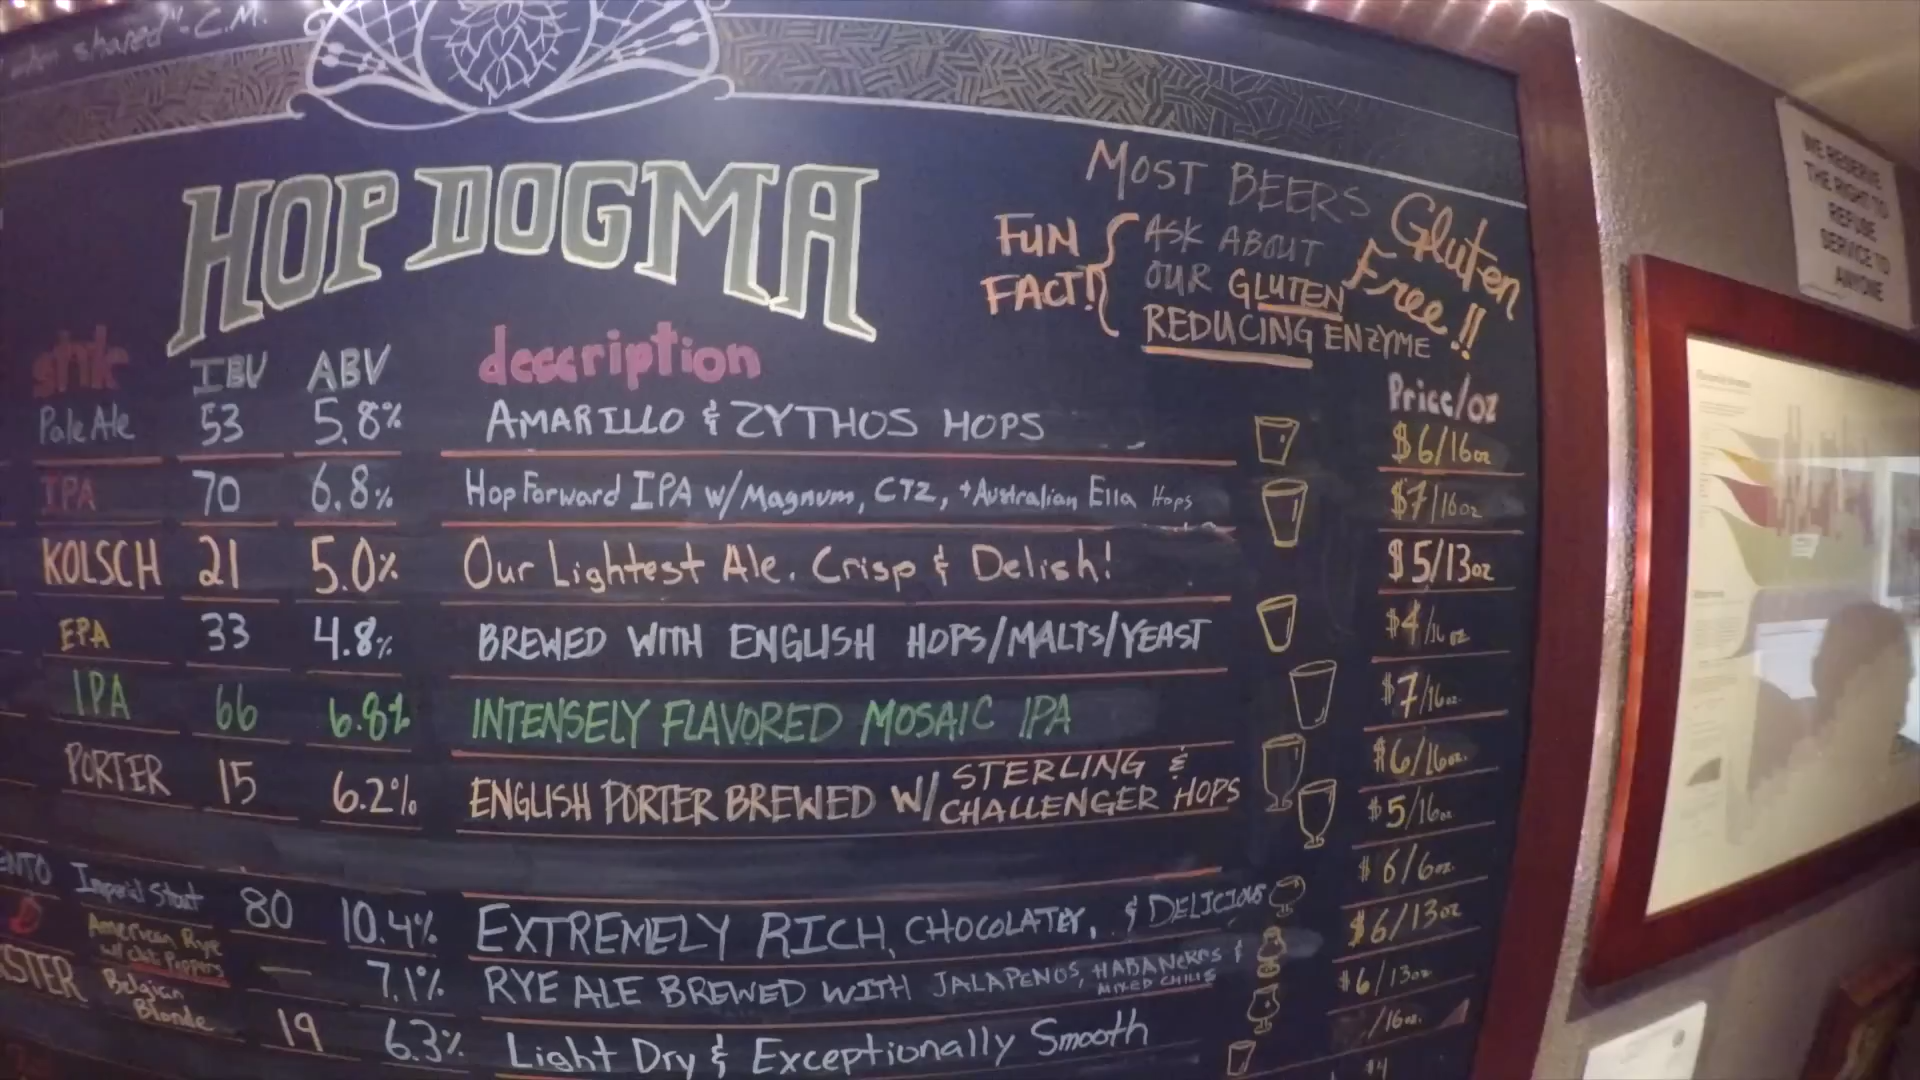 shared" - C.M.
HOP DOGMA
MOST BEERS Gluten Free!!
FUN FACT!! { ASK ABOUT
OUR GLUTEN
REDUCING ENZYME
style IBU ABV description Price/oz
Pale Ale 53 5.8% AMARILLO & ZYTHOS HOPS $6/16oz
IPA 70 6.8% Hop Forward IPA w/Magnum, CTZ, +Australian Ella Hops $7/16oz
KOLSCH 21 5.0% Our Lightest Ale. Crisp & Delish! $5/13oz
EPA 33 4.8% BREWED WITH ENGLISH HOPS/MALTS/YEAST $4/16oz
IPA 66 6.8% INTENSELY FLAVORED MOSAIC IPA $7/16oz.
PORTER 15 6.2% ENGLISH PORTER BREWED W/ STERLING & CHALLENGER HOPS $6/16oz.
$5/16oz
ENTO Imperial Stout 80 10.4% EXTREMELY RICH, CHOCOLATEY, & DELICIOUS $6/6oz.
American Rye w/ Peppers — 7.1% RYE ALE BREWED WITH JALAPENOS, HABANEROS & MIXED CHILIS $6/13oz
STER Belgian Blonde 19 6.3% Light Dry & Exceptionally Smooth $6/13oz
/16oz.
$4
WE RESERVE
THE RIGHT TO
REFUSE
SERVICE TO
ANYONE